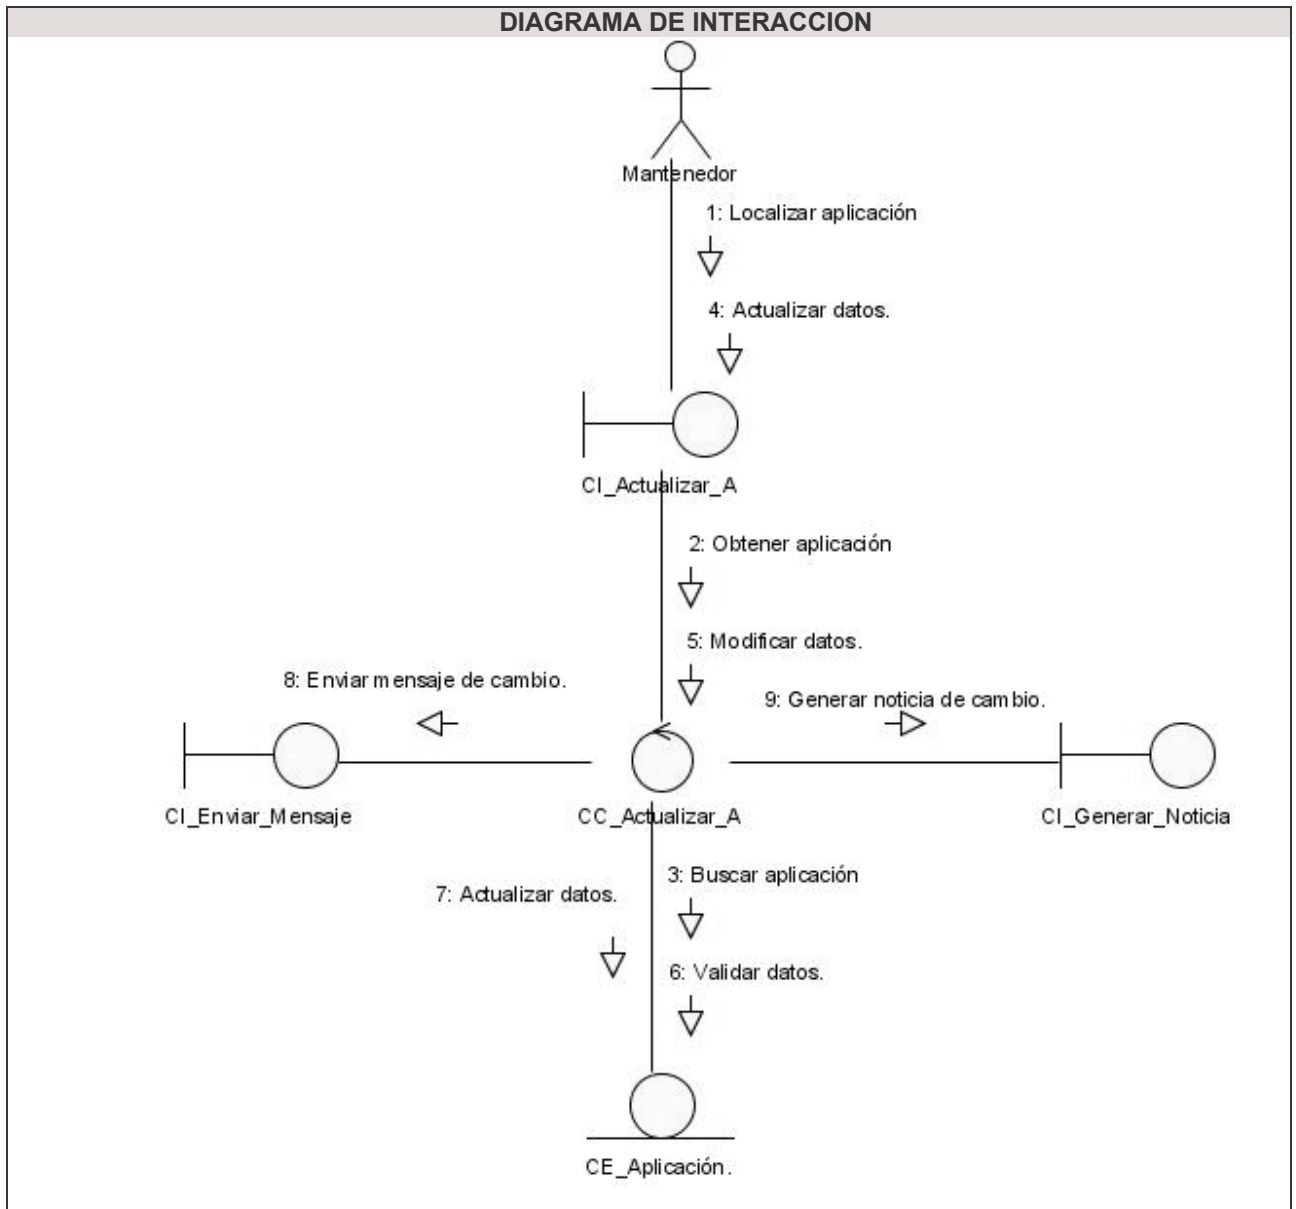 DIAGRAMA DE INTERACCION
Mantenedor
1: Localizar aplicación
4: Actualizar datos.
CI_Actualizar_A
2: Obtener aplicación
5: Modificar datos.
8: Enviar mensaje de cambio.
9: Generar noticia de cambio.
CI_Enviar_Mensaje
CC_Actualizar_A
CI_Generar_Noticia
3: Buscar aplicación
7: Actualizar datos.
6: Validar datos.
CE_Aplicación.